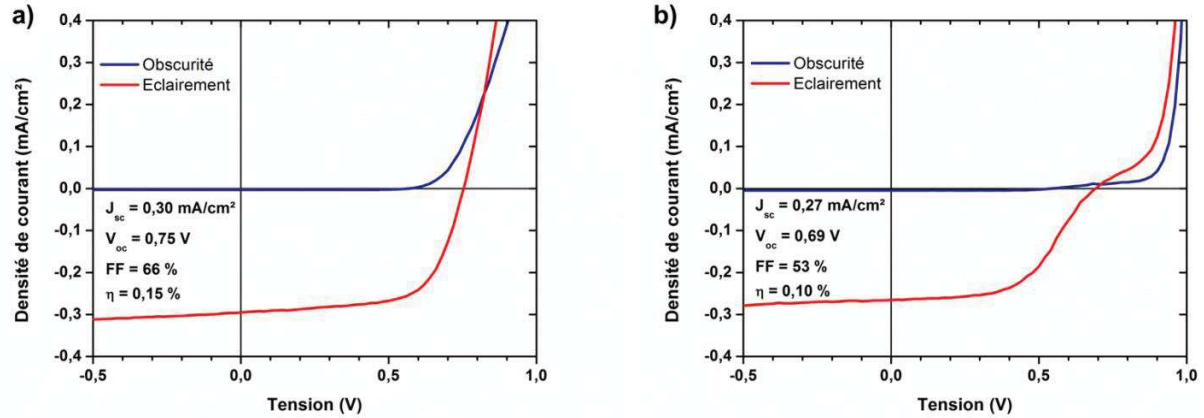 a)
Densité de courant (mA/cm²)
0,4
0,3
0,2
0,1
0,0
-0,1
-0,2
-0,3
-0,4
Obscurité
Eclairement
J_sc = 0,30 mA/cm²
V_oc = 0,75 V
FF = 66 %
η = 0,15 %
-0,5
0,0
0,5
1,0
Tension (V)
b)
Densité de courant (mA/cm²)
0,4
0,3
0,2
0,1
0,0
-0,1
-0,2
-0,3
-0,4
Obscurité
Eclairement
J_sc = 0,27 mA/cm²
V_oc = 0,69 V
FF = 53 %
η = 0,10 %
-0,5
0,0
0,5
1,0
Tension (V)